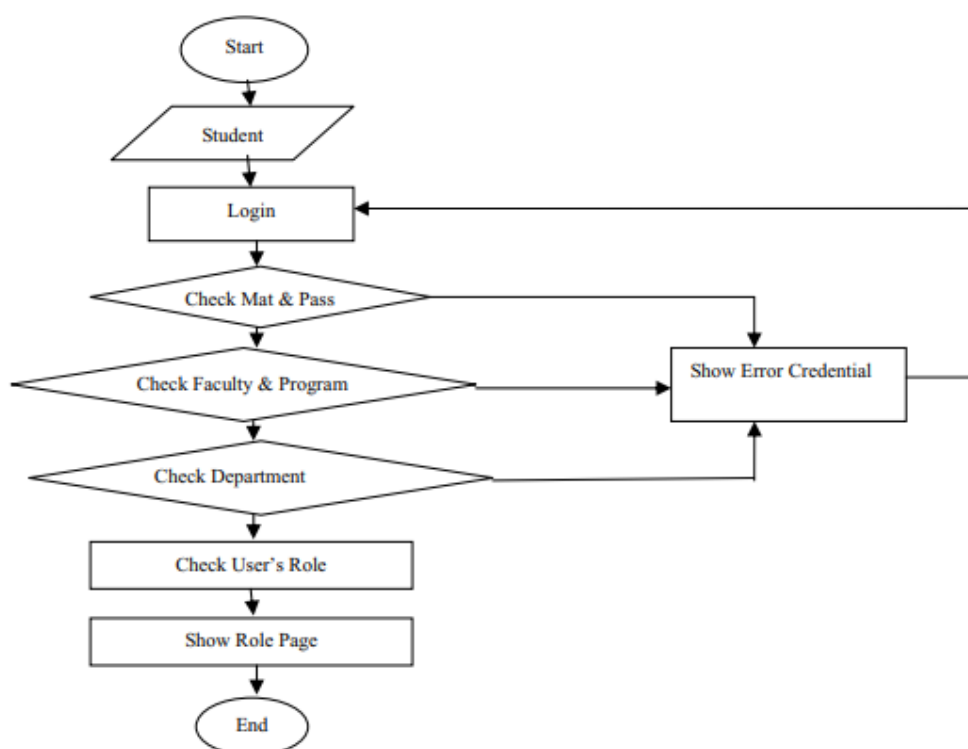 Start
Student
Login
Check Mat & Pass
Check Faculty & Program
Show Error Credential
Check Department
Check User’s Role
Show Role Page
End